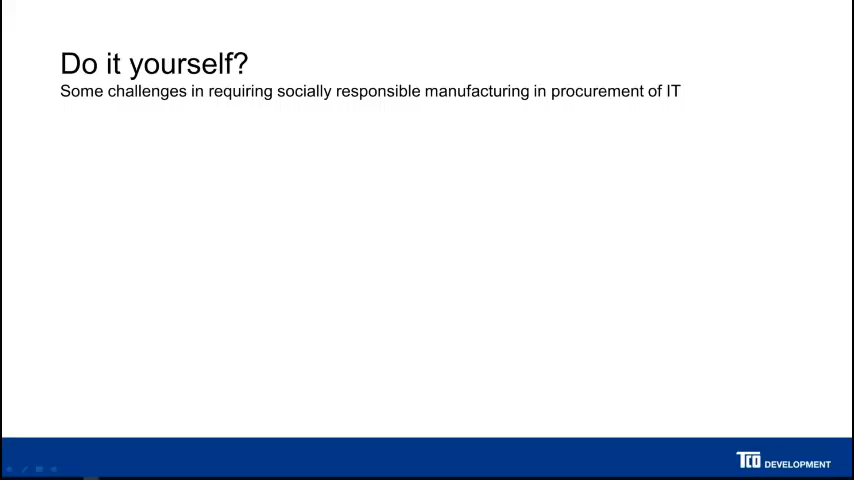 Do it yourself?
Some challenges in requiring socially responsible manufacturing in procurement of IT
TCO DEVELOPMENT